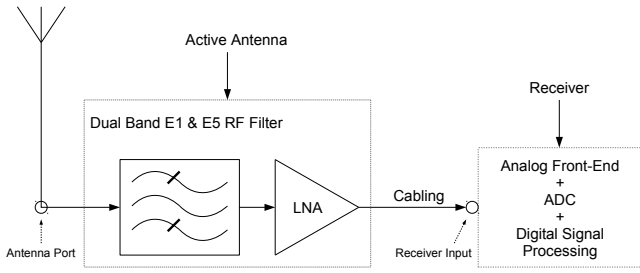 Active Antenna
Receiver
Dual Band E1 & E5 RF Filter
LNA
Cabling
Analog Front-End
+
ADC
+
Digital Signal
Processing
Antenna Port
Receiver Input